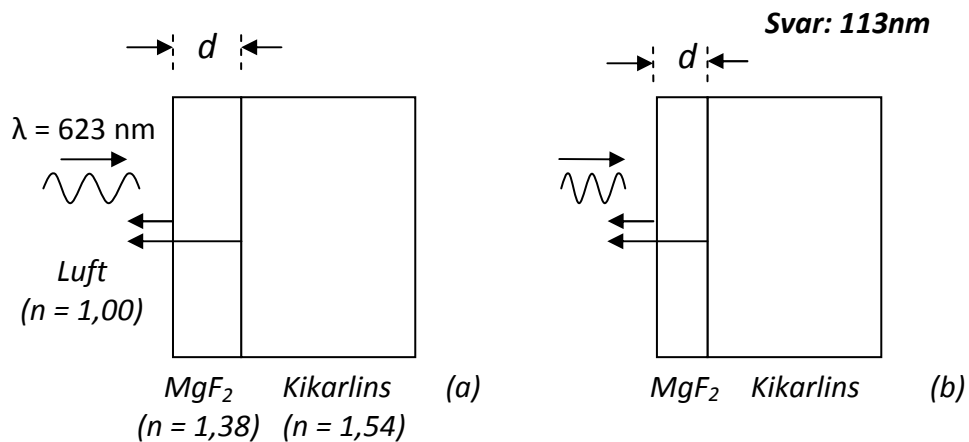 Svar: 113nm
d
d
λ = 623 nm
Luft
(n = 1,00)
MgF₂ Kikarlins (a)
(n = 1,38) (n = 1,54)
MgF₂ Kikarlins (b)